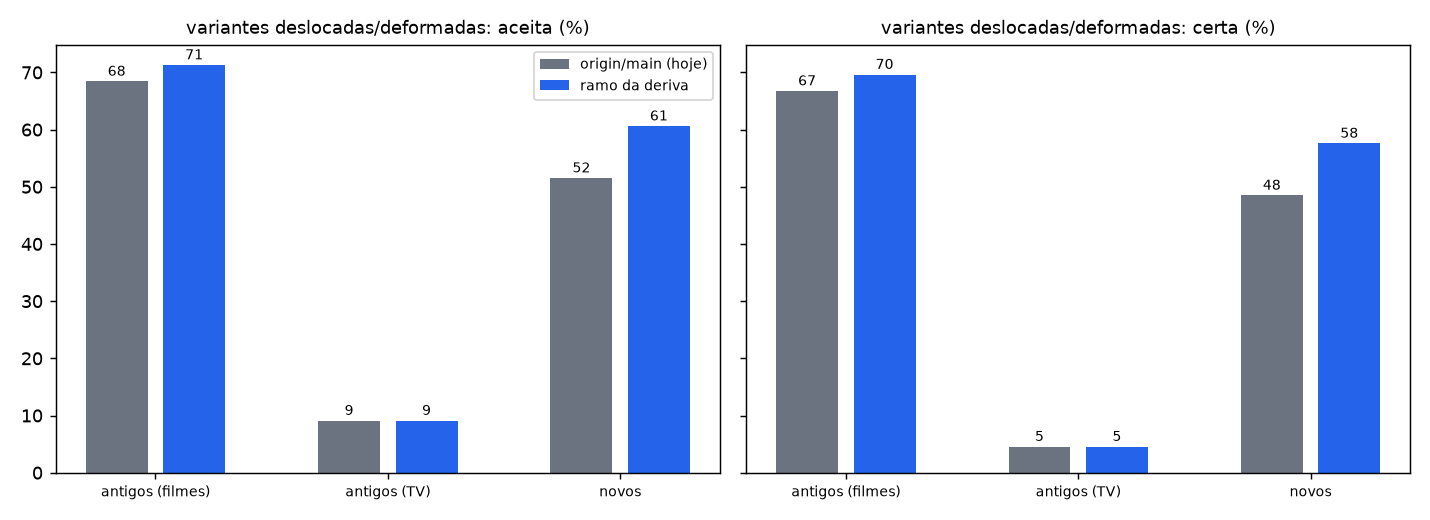 variantes deslocadas/deformadas: aceita (%)
variantes deslocadas/deformadas: certa (%)
origin/main (hoje)
ramo da deriva
70
60
50
40
30
20
10
0
68
71
9
9
52
61
antigos (filmes)
antigos (TV)
novos
67
70
5
5
48
58
antigos (filmes)
antigos (TV)
novos